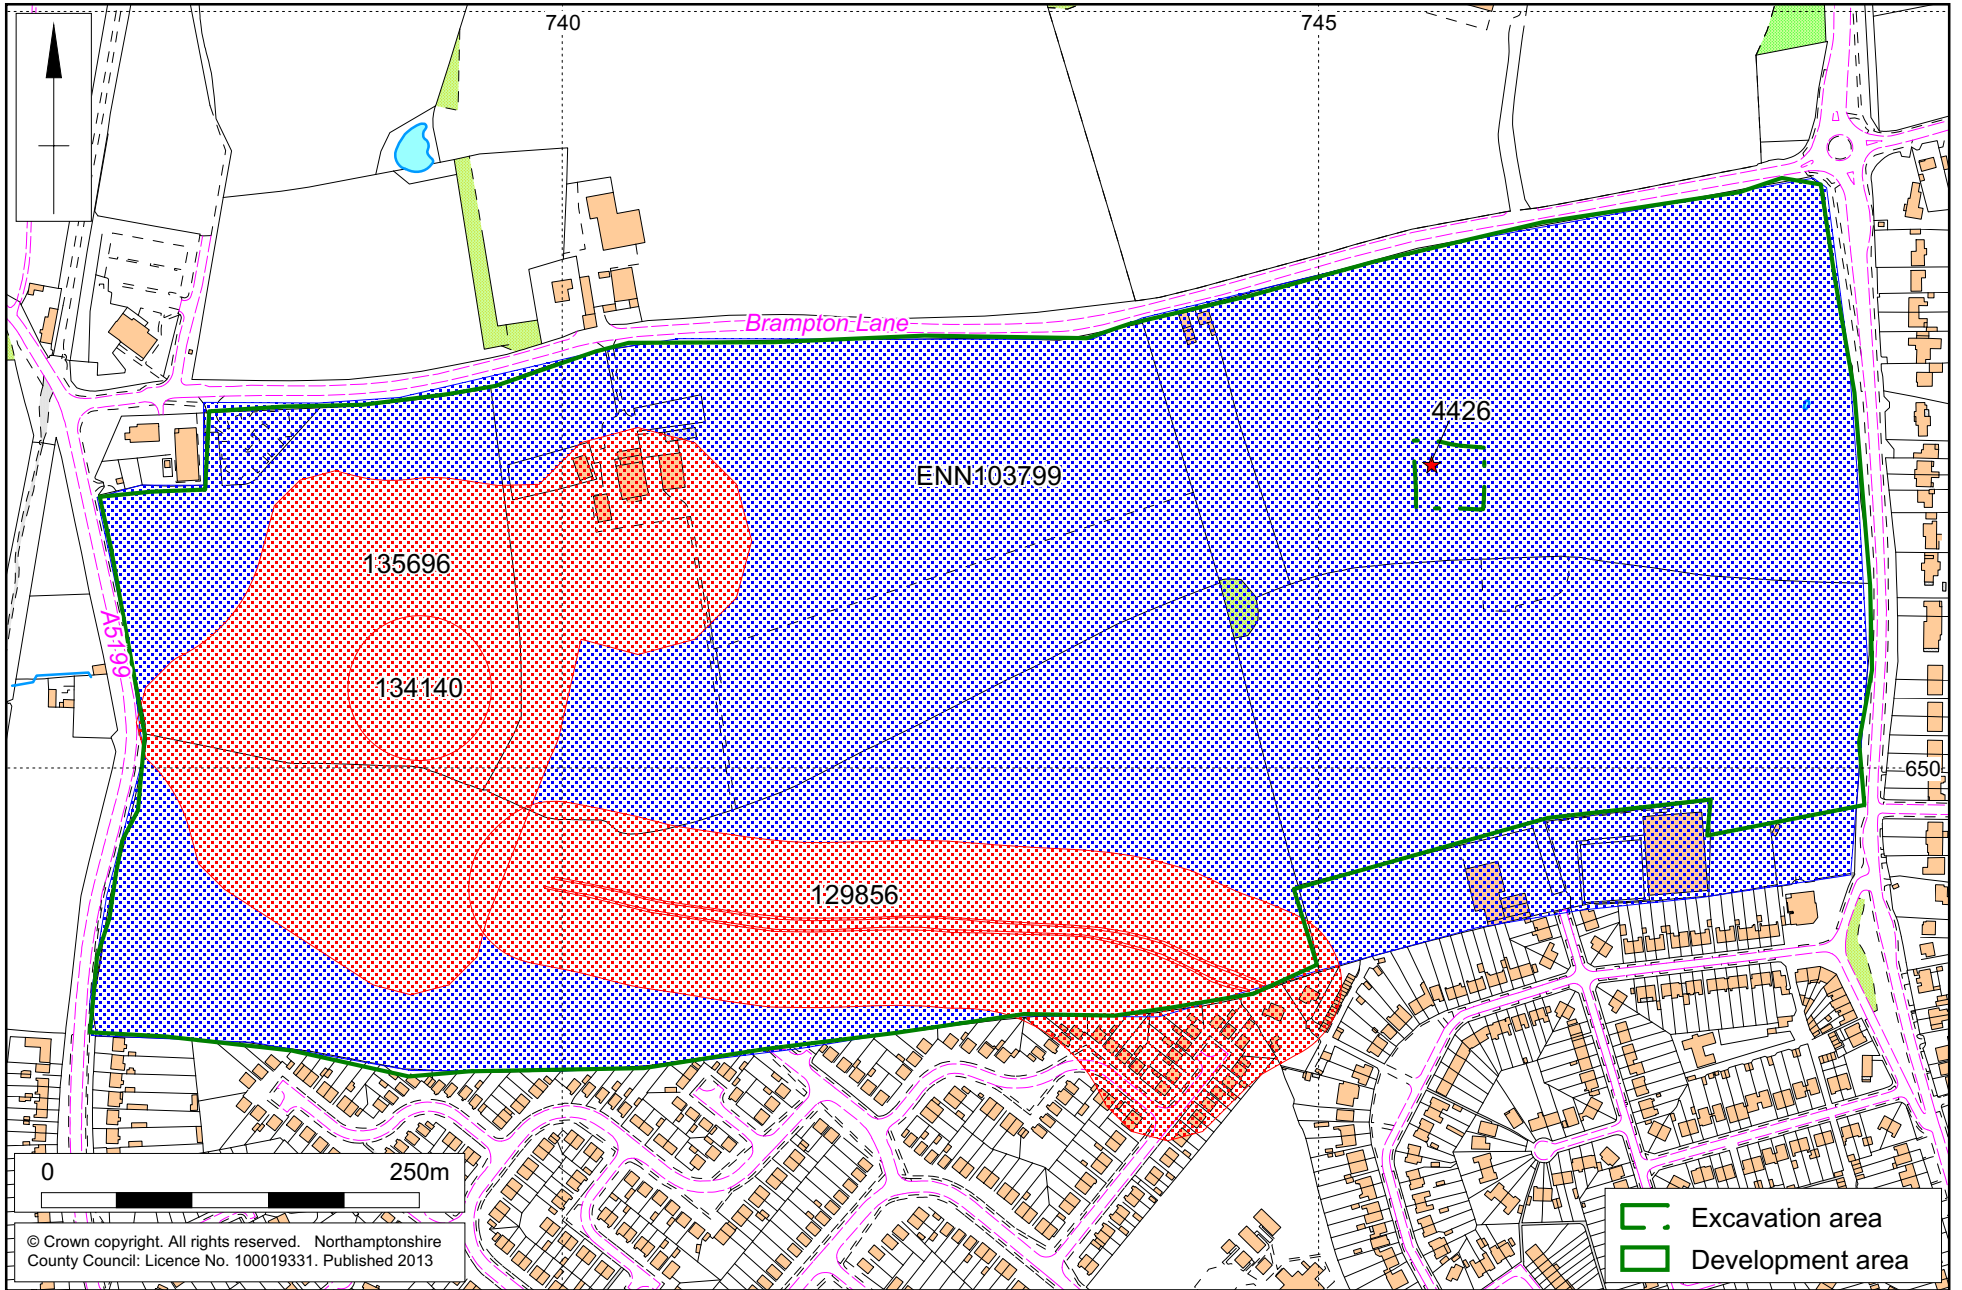 740
745
Brampton Lane
4426
ENN103799
135696
A5199
134140
650
129856
0 250m
© Crown copyright. All rights reserved. Northamptonshire
County Council: Licence No. 100019331. Published 2013
Excavation area
Development area